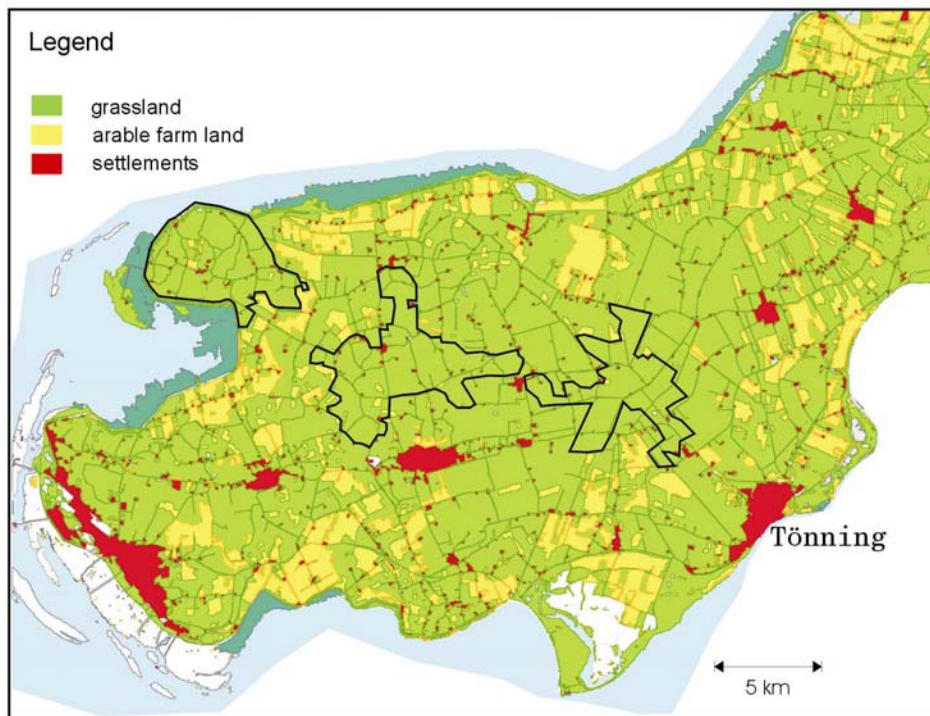 Legend
grassland
arable farm land
settlements
Tönning
5 km